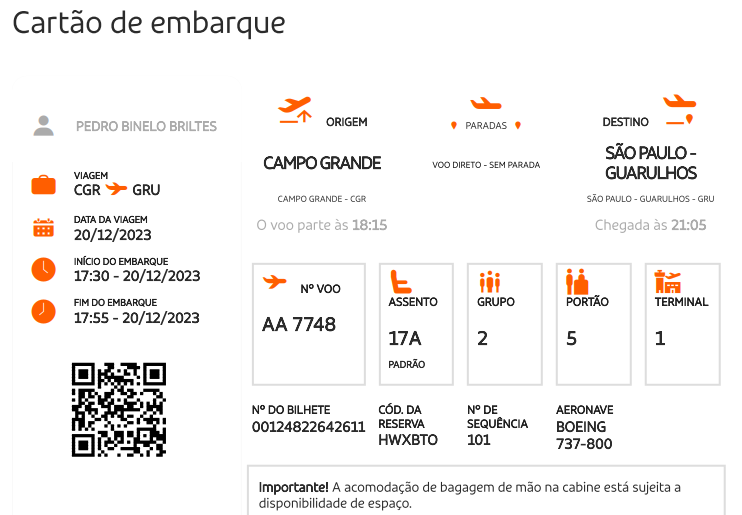 Cartão de embarque
PEDRO BINELO BRILTES
VIAGEM
CGR GRU
DATA DA VIAGEM
20/12/2023
INÍCIO DO EMBARQUE
17:30 - 20/12/2023
FIM DO EMBARQUE
17:55 - 20/12/2023
ORIGEM
CAMPO GRANDE
CAMPO GRANDE - CGR
O voo parte às 18:15
PARADAS
VOO DIRETO - SEM PARADA
DESTINO
SÃO PAULO -
GUARULHOS
SÃO PAULO - GUARULHOS - GRU
Chegada às 21:05
Nº VOO
AA 7748
ASSENTO
17A
PADRÃO
GRUPO
2
PORTÃO
5
TERMINAL
1
Nº DO BILHETE
00124822642611
CÓD. DA
RESERVA
HWXBTO
Nº DE
SEQUÊNCIA
101
AERONAVE
BOEING
737-800
Importante! A acomodação de bagagem de mão na cabine está sujeita a
disponibilidade de espaço.